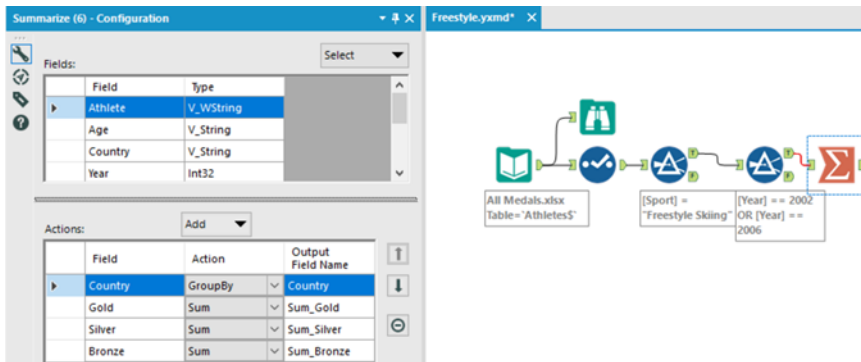 Summarize (6) - Configuration
Select
Fields:
Field Type
Athlete V_WString
Age V_String
Country V_String
Year Int32
Actions:
Add
Field Action Output Field Name
Country GroupBy Country
Gold Sum Sum_Gold
Silver Sum Sum_Silver
Bronze Sum Sum_Bronze
Freestyle.yxmd*
T
F
T
F
All Medals.xlsx
Table=`Athletes$`
[Sport] =
"Freestyle Skiing"
[Year] == 2002
OR [Year] ==
2006